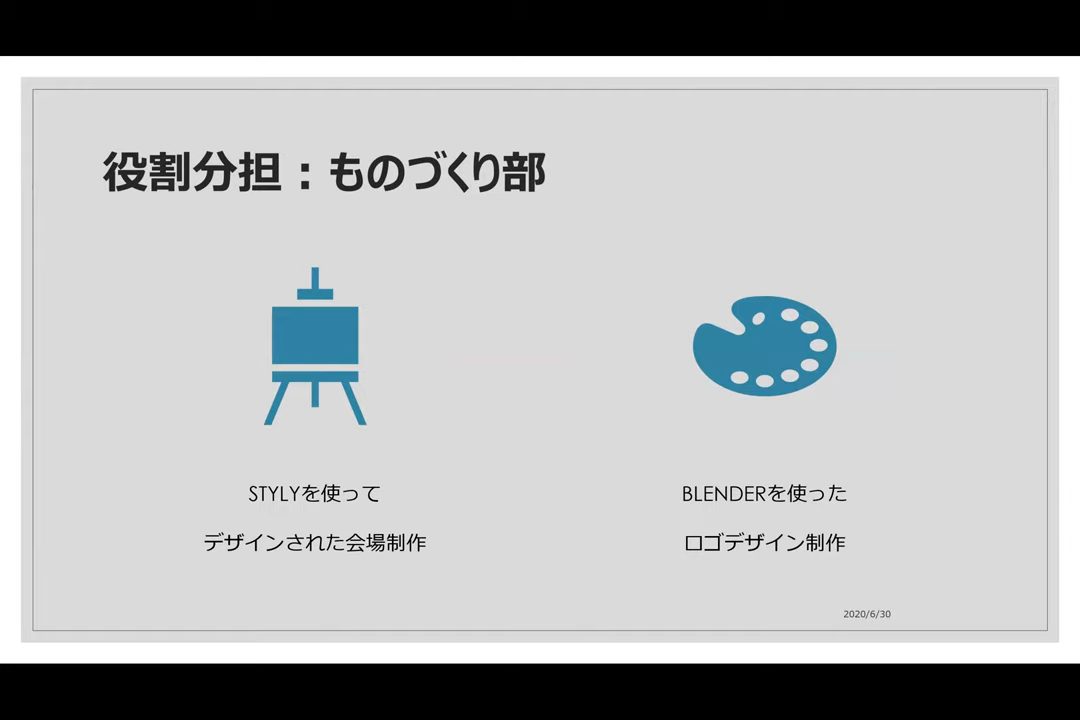 役割分担：ものづくり部
STYLYを使って
デザインされた会場制作
BLENDERを使った
ロゴデザイン制作
2020/6/30